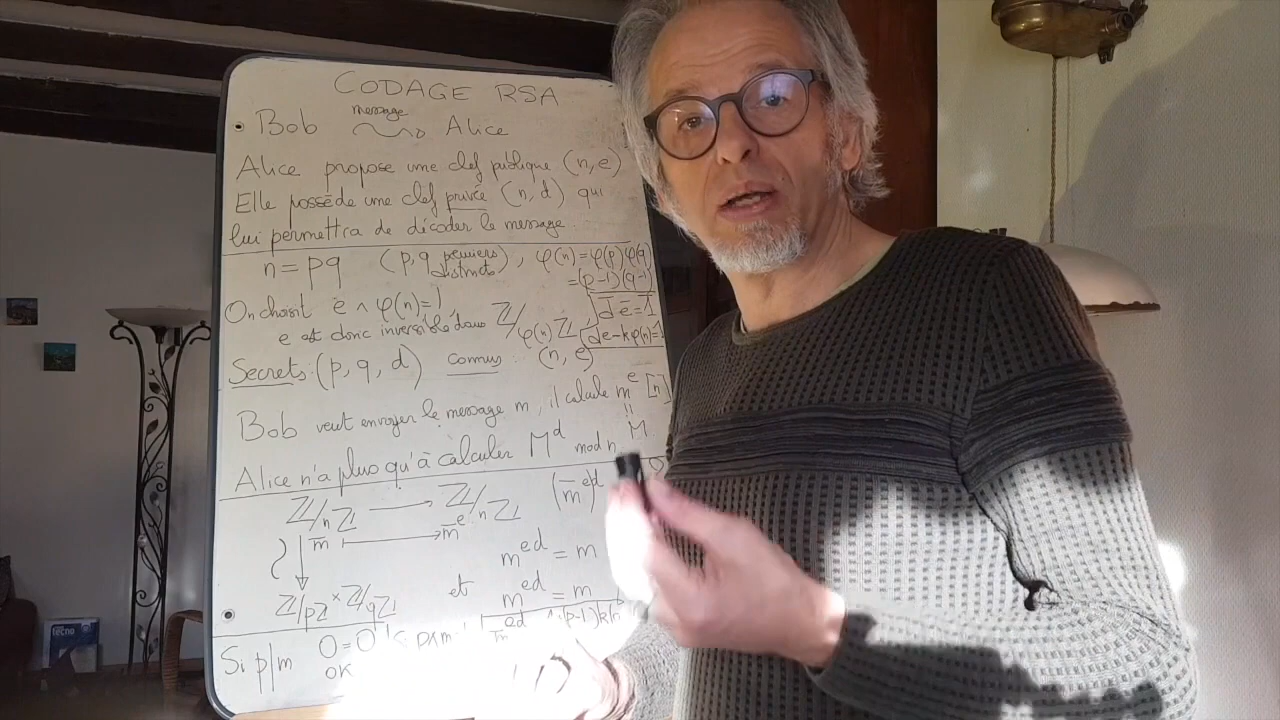 CODAGE RSA
message
Bob Alice
Alice propose une clef publique (n, e)
Elle possède une clef privée (n, d) qui
lui permettra de décoder le message.
n = pq (p, q premiers distincts), φ(n) = φ(p)φ(q)
= (p-1)(q-1)
On choisit e ∧ φ(n) = 1
d e = 1
e est donc inversible dans Z/φ(n)Z
de - kφ(n) = 1
Secrets: (p, q, d) connus: (n, e)
Bob veut envoyer le message m, il calcule m^e [n]
!!
M
Alice n'a plus qu'à calculer M^d mod n
Z/nZ → Z/nZ
m̄ ↦ m̄^e
m^ed = m
Z/pZ × Z/qZ et m^ed = m
Si p|m 0 = 0
OK
tecno